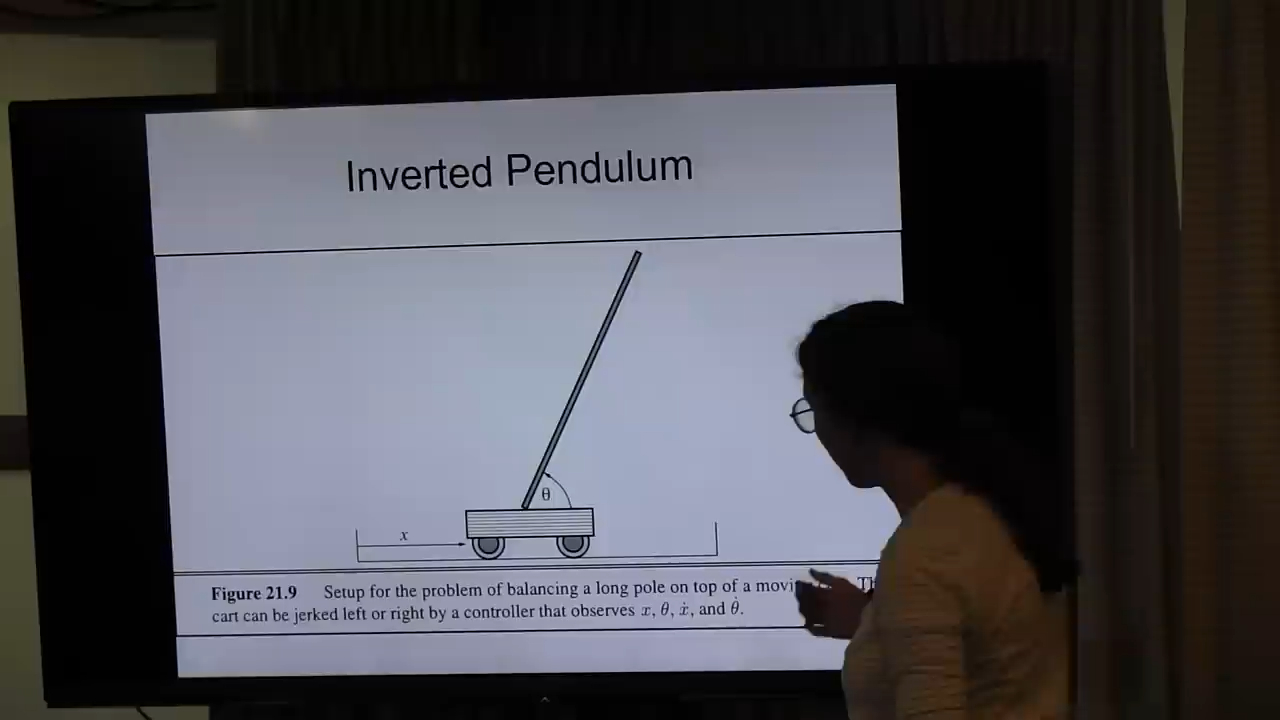 Inverted Pendulum
θ
x
Figure 21.9 Setup for the problem of balancing a long pole on top of a
cart can be jerked left or right by a controller that observes x, θ, ẋ, and θ̇.